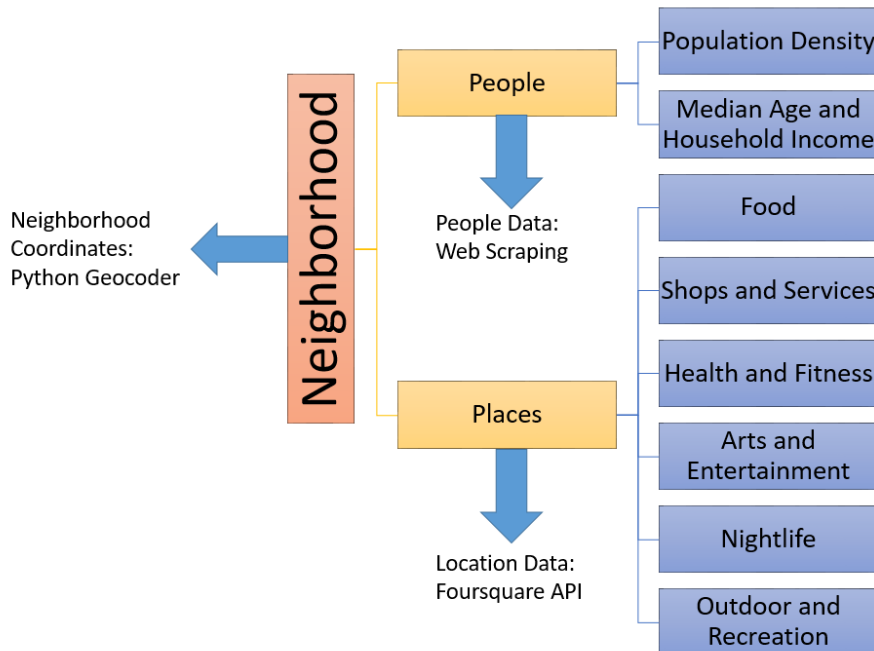 Neighborhood
Neighborhood
Coordinates:
Python Geocoder
People
People Data:
Web Scraping
Places
Location Data:
Foursquare API
Population Density
Median Age and
Household Income
Food
Shops and Services
Health and Fitness
Arts and
Entertainment
Nightlife
Outdoor and
Recreation